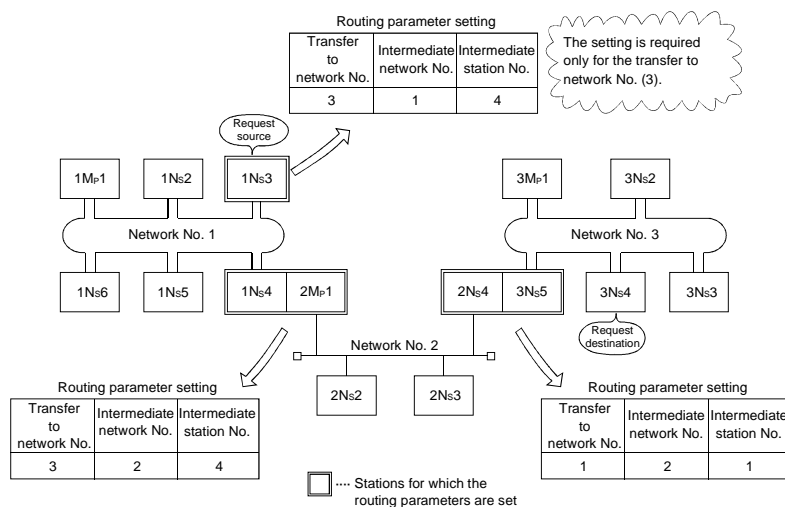 Routing parameter setting
Transfer
to
network No.
Intermediate
network No.
Intermediate
station No.
3
1
4
The setting is required
only for the transfer to
network No. (3).
Request
source
1MP1
1NS2
1NS3
3MP1
3NS2
Network No. 1
Network No. 3
1NS6
1NS5
1NS4
2MP1
2NS4
3NS5
3NS4
3NS3
Request
destination
Network No. 2
2NS2
2NS3
Routing parameter setting
Transfer
to
network No.
Intermediate
network No.
Intermediate
station No.
3
2
4
Routing parameter setting
Transfer
to
network No.
Intermediate
network No.
Intermediate
station No.
1
2
1
···· Stations for which the
routing parameters are set